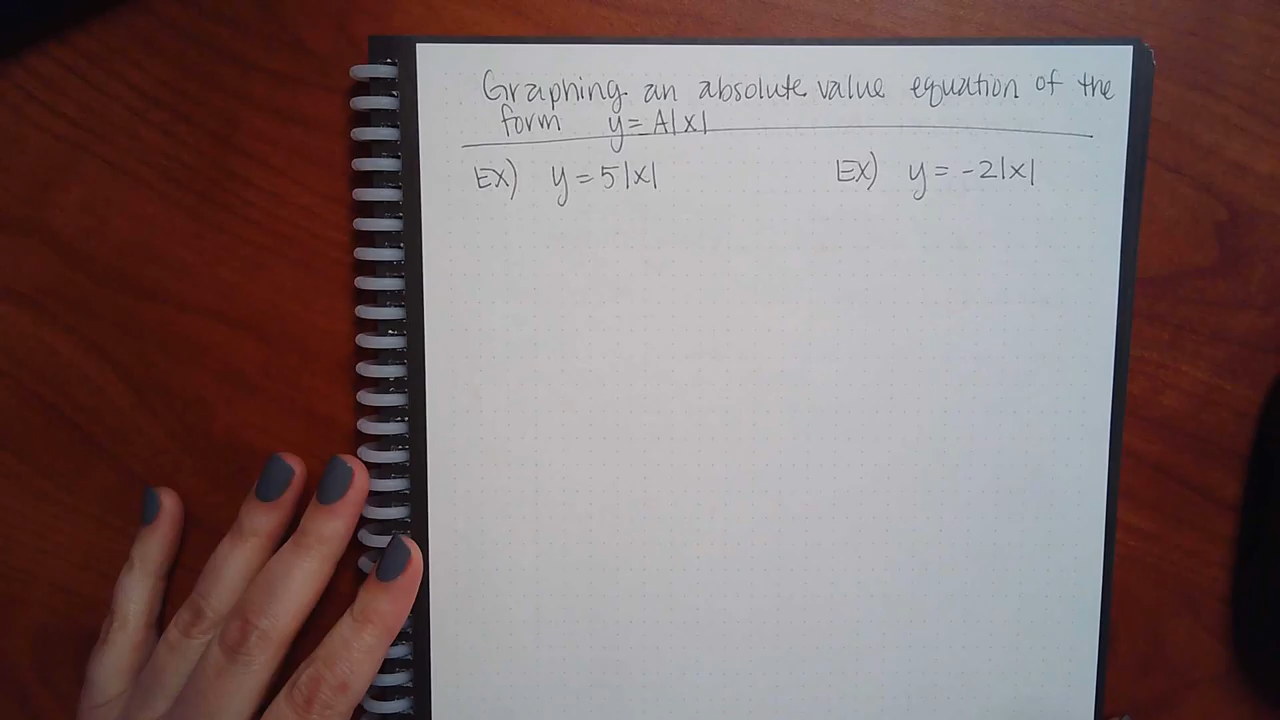 Graphing an absolute value equation of the
form y = A|x|
EX) y = 5|x| EX) y = -2|x|